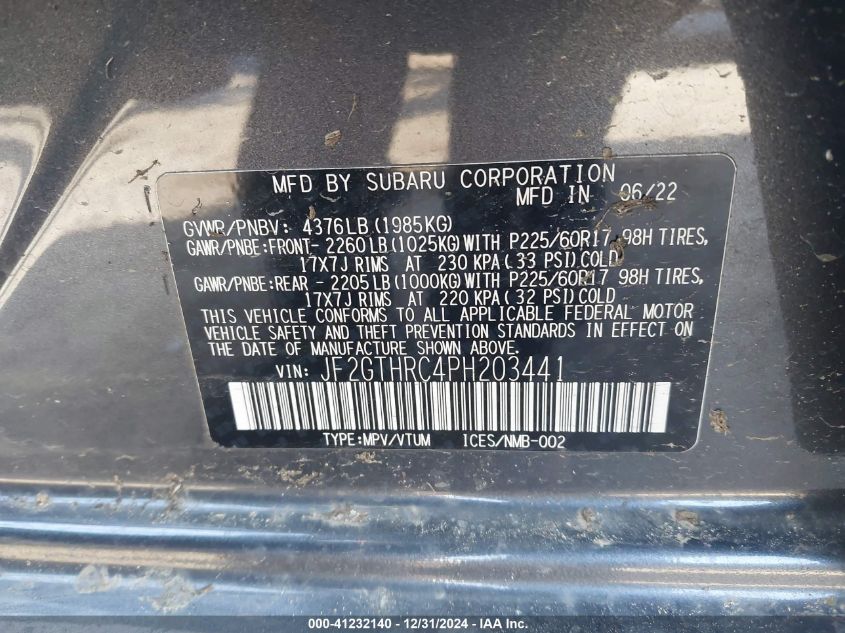 MFD BY SUBARU CORPORATION
MFD IN 06/22
GVWR/PNBV: 4376LB(1985KG)
GAWR/PNBE:FRONT- 2260LB(1025KG)WITH P225/60R17 98H TIRES,
17X7J RIMS AT 230 KPA( 33 PSI)COLD
GAWR/PNBE:REAR - 2205LB(1000KG)WITH P225/60R17 98H TIRES,
17X7J RIMS AT 220 KPA( 32 PSI)COLD
THIS VEHICLE CONFORMS TO ALL APPLICABLE FEDERAL MOTOR
VEHICLE SAFETY AND THEFT PREVENTION STANDARDS IN EFFECT ON
THE DATE OF MANUFACTURE SHOWN ABOVE.
VIN: JF2GTHRC4PH203441
TYPE:MPV/VTUM ICES/NMB-002
000-41232140 - 12/31/2024 - IAA Inc.